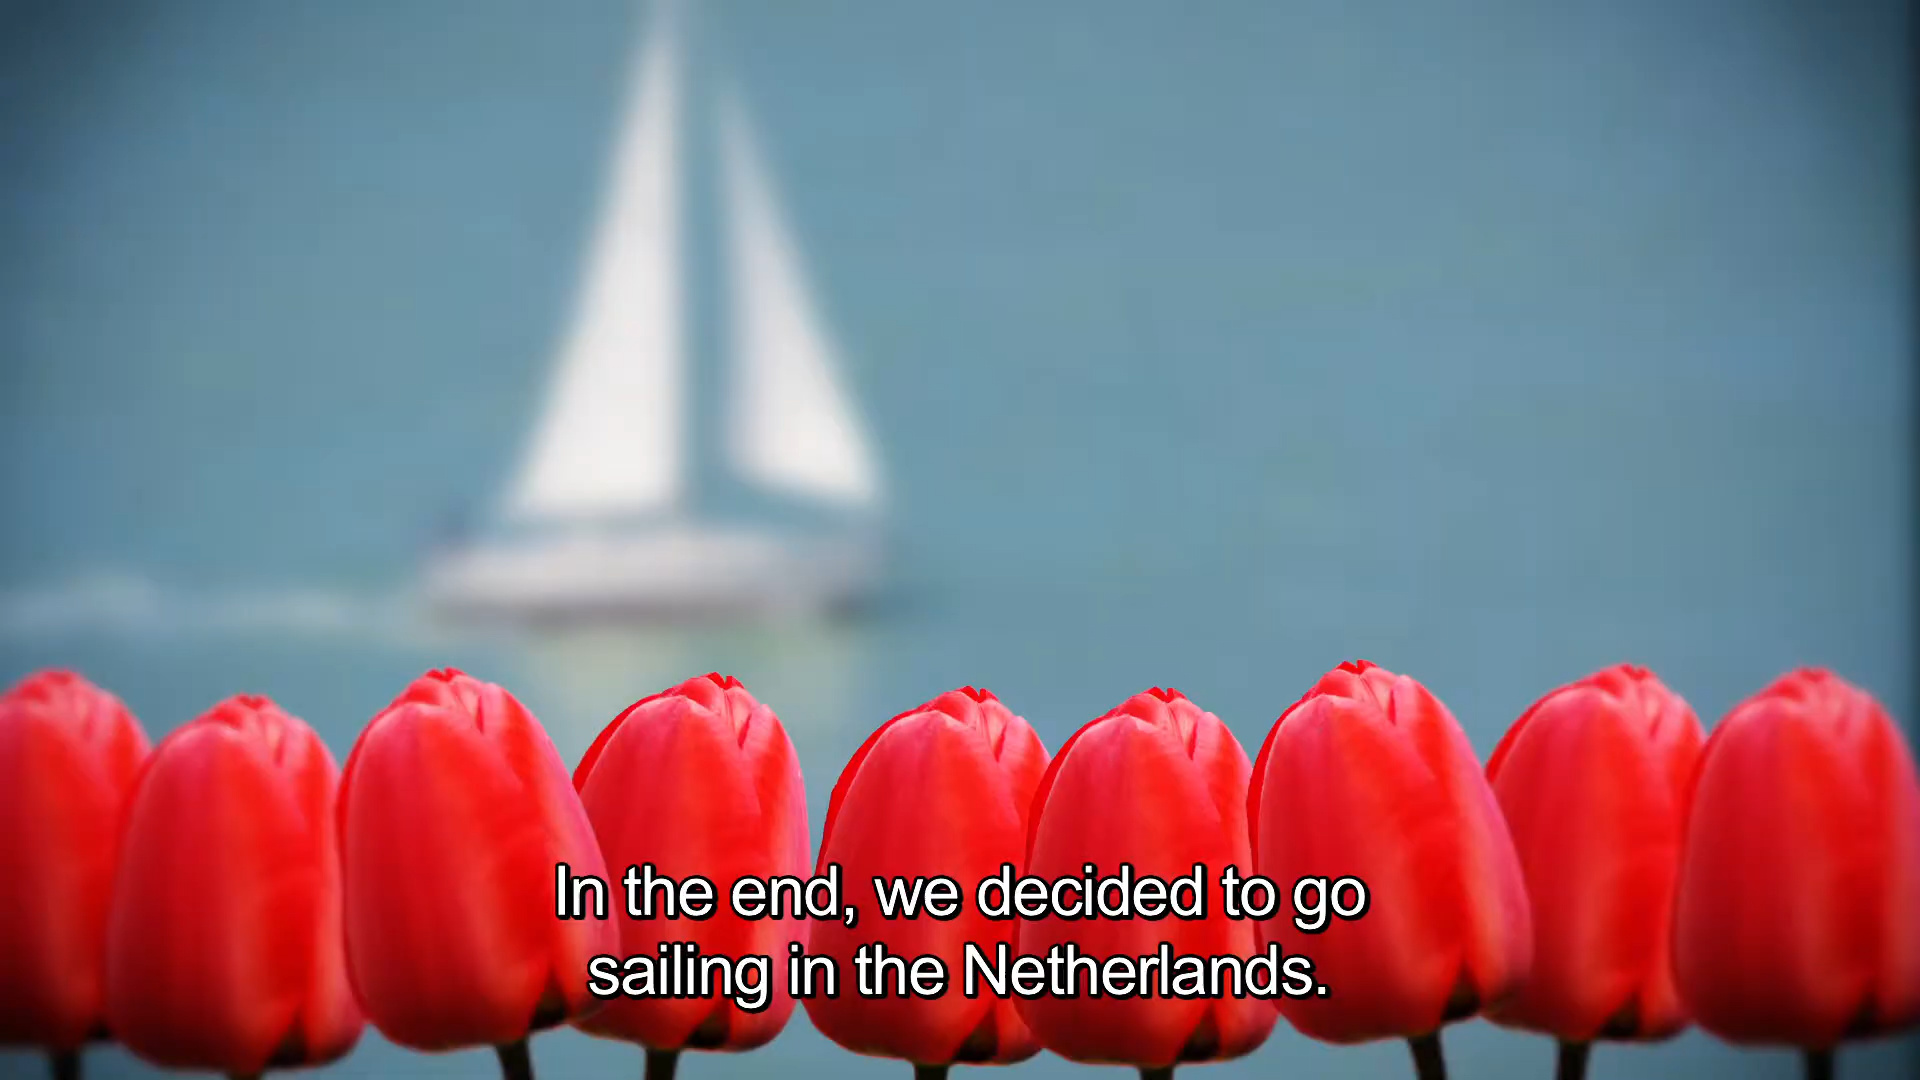 In the end, we decided to go
sailing in the Netherlands.